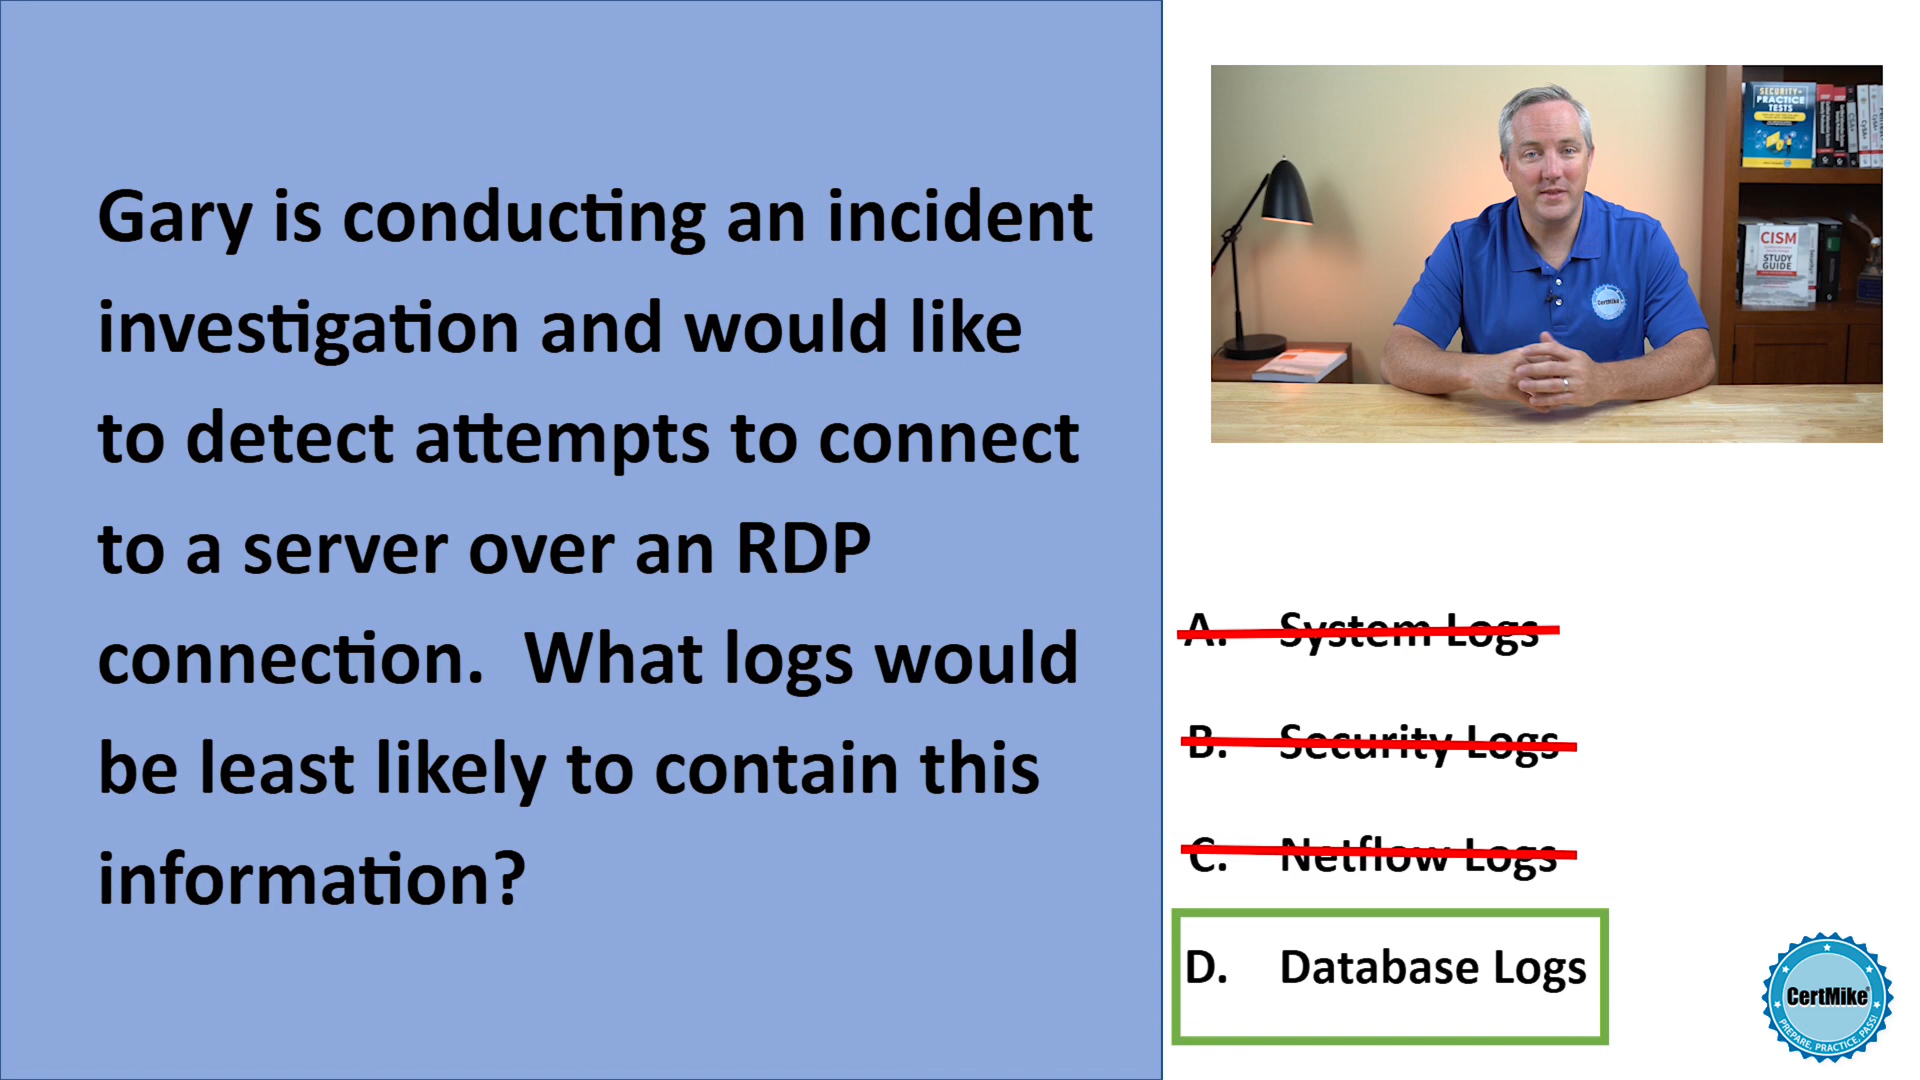 Gary is conducting an incident
investigation and would like
to detect attempts to connect
to a server over an RDP
connection.  What logs would
be least likely to contain this
information?
SECURITY+
PRACTICE
TESTS
CISM
STUDY
GUIDE
CertMike
A. System Logs
B. Security Logs
C. Netflow Logs
D. Database Logs
CertMike
PREPARE, PRACTICE, PASS!